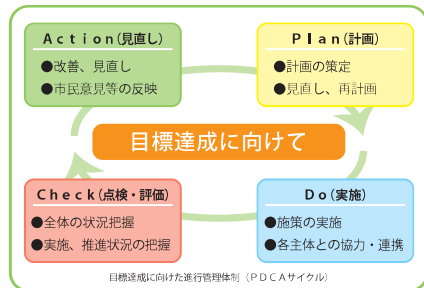 Action(見直し)
●改善、見直し
●市民意見等の反映
Plan(計画)
●計画の策定
●見直し、再計画
目標達成に向けて
Check(点検・評価)
●全体の状況把握
●実施、推進状況の把握
Do(実施)
●施策の実施
●各主体との協力・連携
目標達成に向けた進行管理体制(PDCAサイクル)